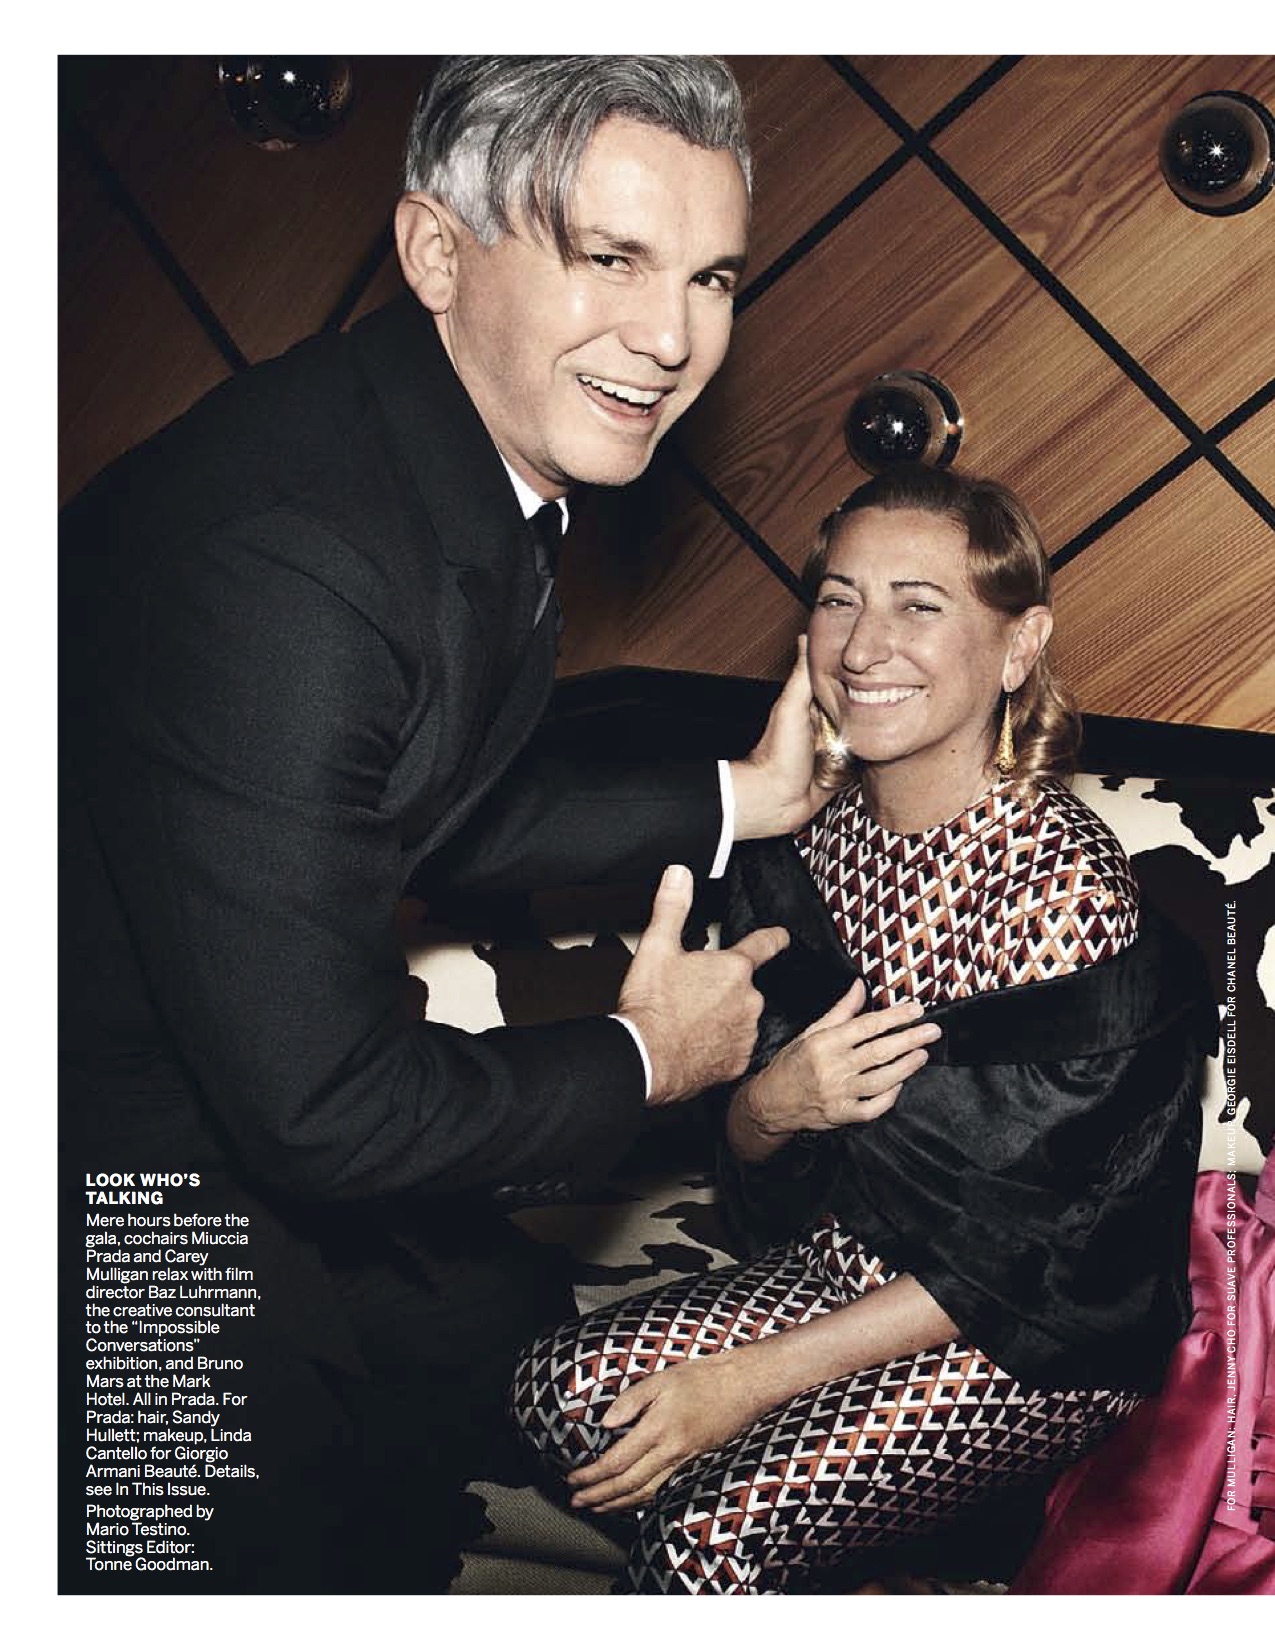 LOOK WHO'S
TALKING
Mere hours before the
gala, cochairs Miuccia
Prada and Carey
Mulligan relax with film
director Baz Luhrmann,
the creative consultant
to the “Impossible
Conversations”
exhibition, and Bruno
Mars at the Mark
Hotel. All in Prada. For
Prada: hair, Sandy
Hullett; makeup, Linda
Cantello for Giorgio
Armani Beauté. Details,
see In This Issue.
Photographed by
Mario Testino.
Sittings Editor:
Tonne Goodman.
FOR MULLIGAN: HAIR, JENNY CHO FOR SUAVE PROFESSIONALS; MAKEUP, GEORGIE EISDELL FOR CHANEL BEAUTÉ.